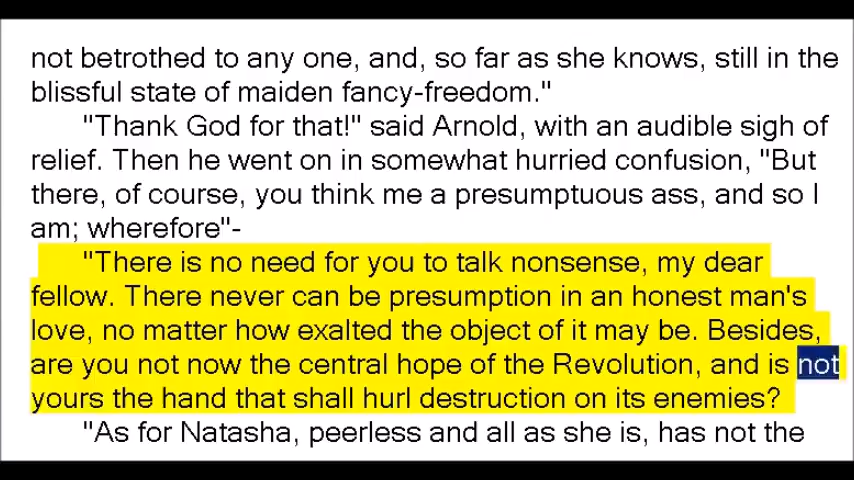 not betrothed to any one, and, so far as she knows, still in the
blissful state of maiden fancy-freedom."
"Thank God for that!" said Arnold, with an audible sigh of
relief. Then he went on in somewhat hurried confusion, "But
there, of course, you think me a presumptuous ass, and so I
am; wherefore"-
"There is no need for you to talk nonsense, my dear
fellow. There never can be presumption in an honest man's
love, no matter how exalted the object of it may be. Besides,
are you not now the central hope of the Revolution, and is not
yours the hand that shall hurl destruction on its enemies?
"As for Natasha, peerless and all as she is, has not the